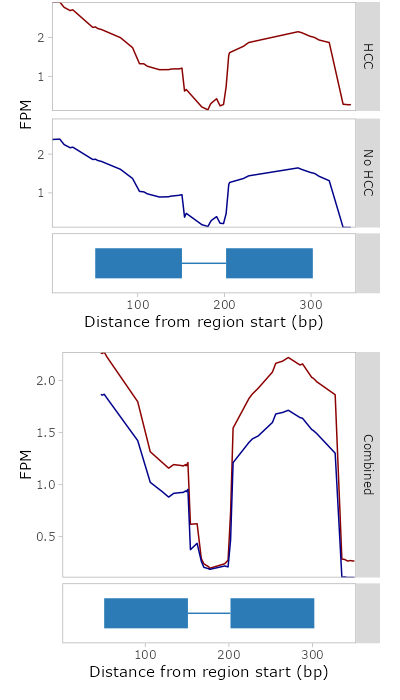 2
1
HCC
FPM
2
1
No HCC
100 200 300
Distance from region start (bp)
2.0
1.5
1.0
0.5
FPM
Combined
100 200 300
Distance from region start (bp)